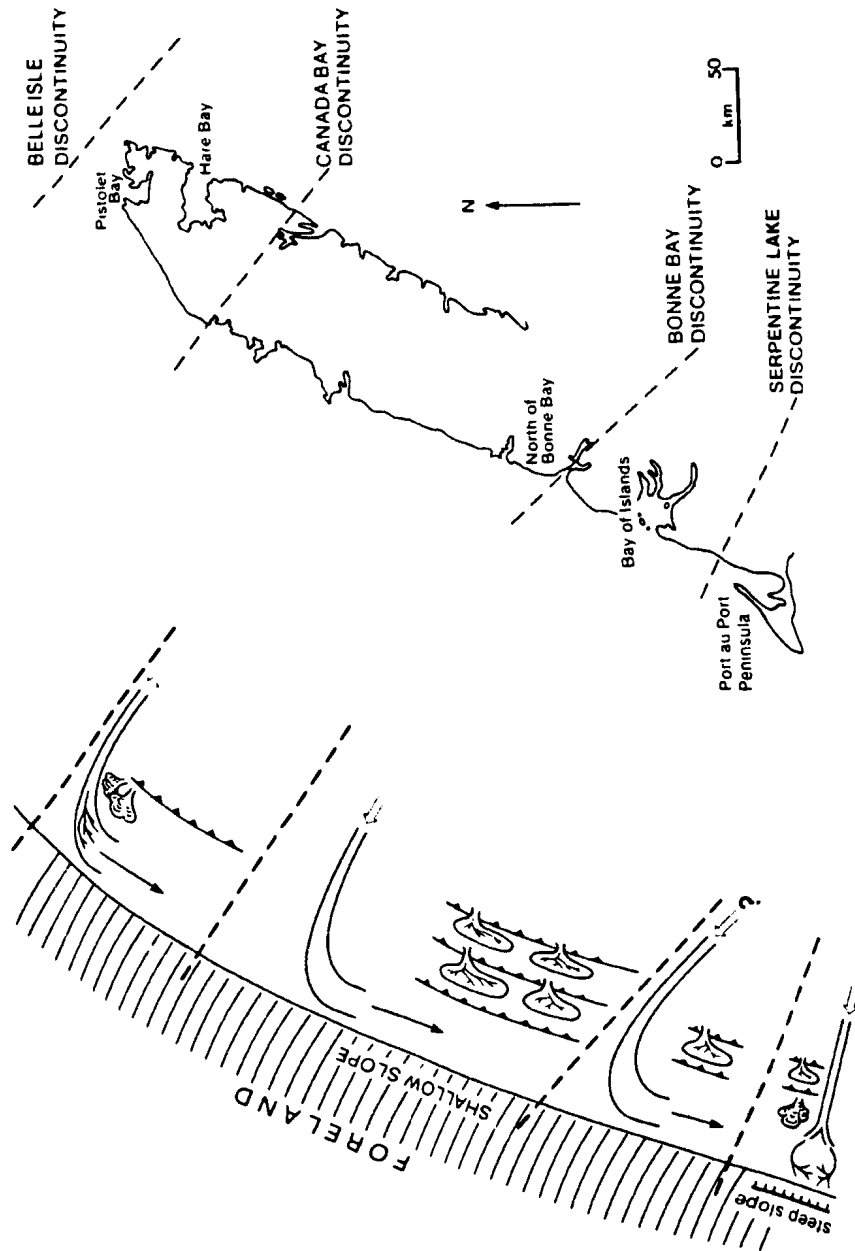 BELLE ISLE
DISCONTINUITY
Pistolet
Bay
Hare Bay
CANADA BAY
DISCONTINUITY
N
0 50
km
BONNE BAY
DISCONTINUITY
North of
Bonne Bay
Bay of Islands
SERPENTINE LAKE
DISCONTINUITY
Port au Port
Peninsula
FORELAND
SHALLOW SLOPE
steep slope
?